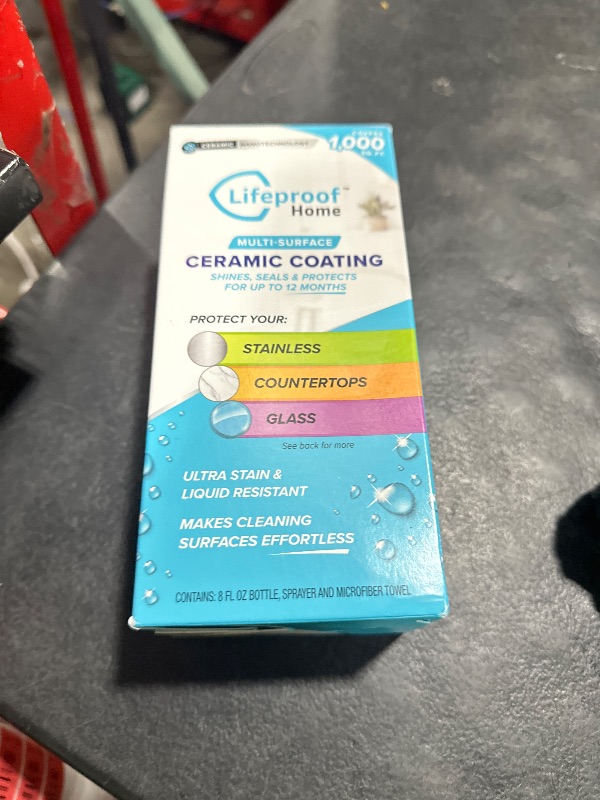 CERAMIC NANOTECHNOLOGY
COVERS
1,000
SQ. FT.
Lifeproof™
Home
MULTI-SURFACE
CERAMIC COATING
SHINES, SEALS & PROTECTS
FOR UP TO 12 MONTHS
PROTECT YOUR:
STAINLESS
COUNTERTOPS
GLASS
See back for more
ULTRA STAIN &
LIQUID RESISTANT
MAKES CLEANING
SURFACES EFFORTLESS
CONTAINS: 8 FL OZ BOTTLE, SPRAYER AND MICROFIBER TOWEL